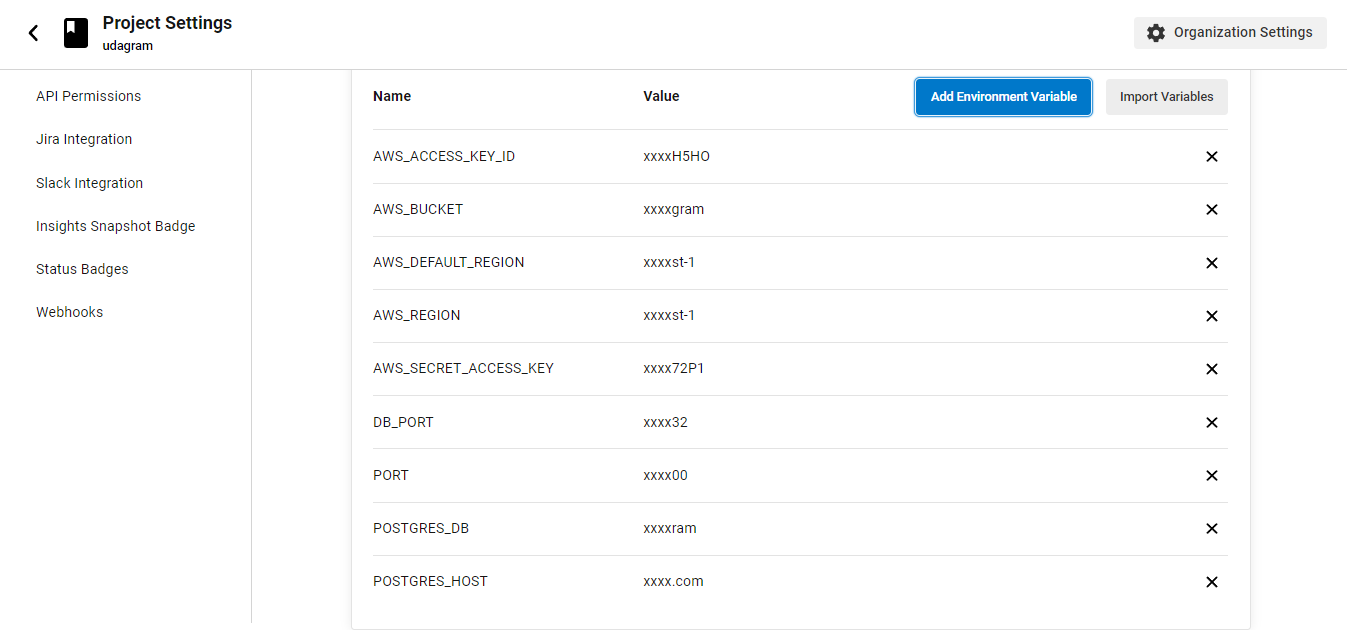 Project Settings
udagram
Organization Settings
API Permissions
Jira Integration
Slack Integration
Insights Snapshot Badge
Status Badges
Webhooks
Name Value Add Environment Variable Import Variables
AWS_ACCESS_KEY_ID xxxxH5HO
AWS_BUCKET xxxxgram
AWS_DEFAULT_REGION xxxxst-1
AWS_REGION xxxxst-1
AWS_SECRET_ACCESS_KEY xxxx72P1
DB_PORT xxxx32
PORT xxxx00
POSTGRES_DB xxxxram
POSTGRES_HOST xxxx.com